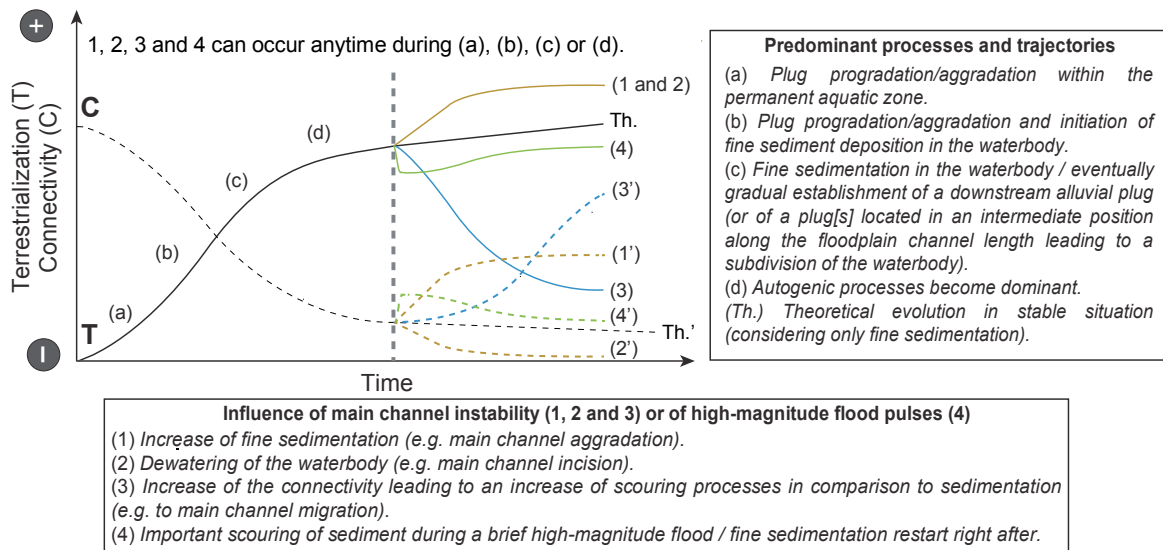 +
1, 2, 3 and 4 can occur anytime during (a), (b), (c) or (d).
Terrestrialization (T)
Connectivity (C)
C
T
I
(a)
(b)
(c)
(d)
(1 and 2)
Th.
(4)
(3’)
(1’)
(3)
(4’)
Th.’
(2’)
Time
Predominant processes and trajectories
(a) Plug progradation/aggradation within the
permanent aquatic zone.
(b) Plug progradation/aggradation and initiation of
fine sediment deposition in the waterbody.
(c) Fine sedimentation in the waterbody / eventually
gradual establishment of a downstream alluvial plug
(or of a plug[s] located in an intermediate position
along the floodplain channel length leading to a
subdivision of the waterbody).
(d) Autogenic processes become dominant.
(Th.) Theoretical evolution in stable situation
(considering only fine sedimentation).
Influence of main channel instability (1, 2 and 3) or of high-magnitude flood pulses (4)
(1) Increase of fine sedimentation (e.g. main channel aggradation).
(2) Dewatering of the waterbody (e.g. main channel incision).
(3) Increase of the connectivity leading to an increase of scouring processes in comparison to sedimentation
(e.g. to main channel migration).
(4) Important scouring of sediment during a brief high-magnitude flood / fine sedimentation restart right after.